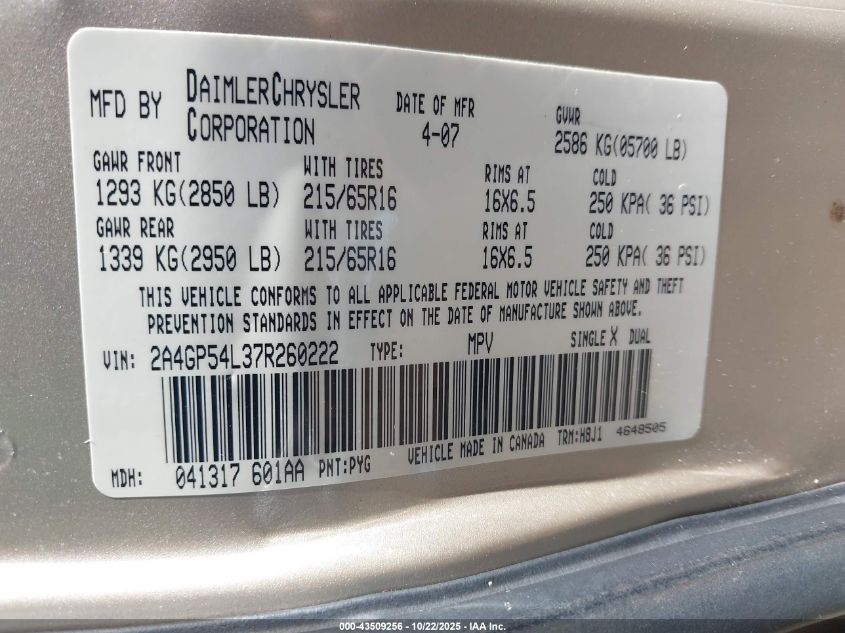 MFD BY DAIMLERCHRYSLER CORPORATION DATE OF MFR 4-07 GVWR 2586 KG(05700 LB)
GAWR FRONT WITH TIRES RIMS AT COLD
1293 KG(2850 LB) 215/65R16 16X6.5 250 KPA( 36 PSI)
GAWR REAR WITH TIRES RIMS AT COLD
1339 KG(2950 LB) 215/65R16 16X6.5 250 KPA( 36 PSI)
THIS VEHICLE CONFORMS TO ALL APPLICABLE FEDERAL MOTOR VEHICLE SAFETY AND THEFT
PREVENTION STANDARDS IN EFFECT ON THE DATE OF MANUFACTURE SHOWN ABOVE.
VIN: 2A4GP54L37R260222 TYPE: MPV SINGLE X DUAL
MDH: 041317 601AA PNT:PYG VEHICLE MADE IN CANADA TRM:H8J1 4648505
000-43509256 - 10/22/2025 - IAA Inc.